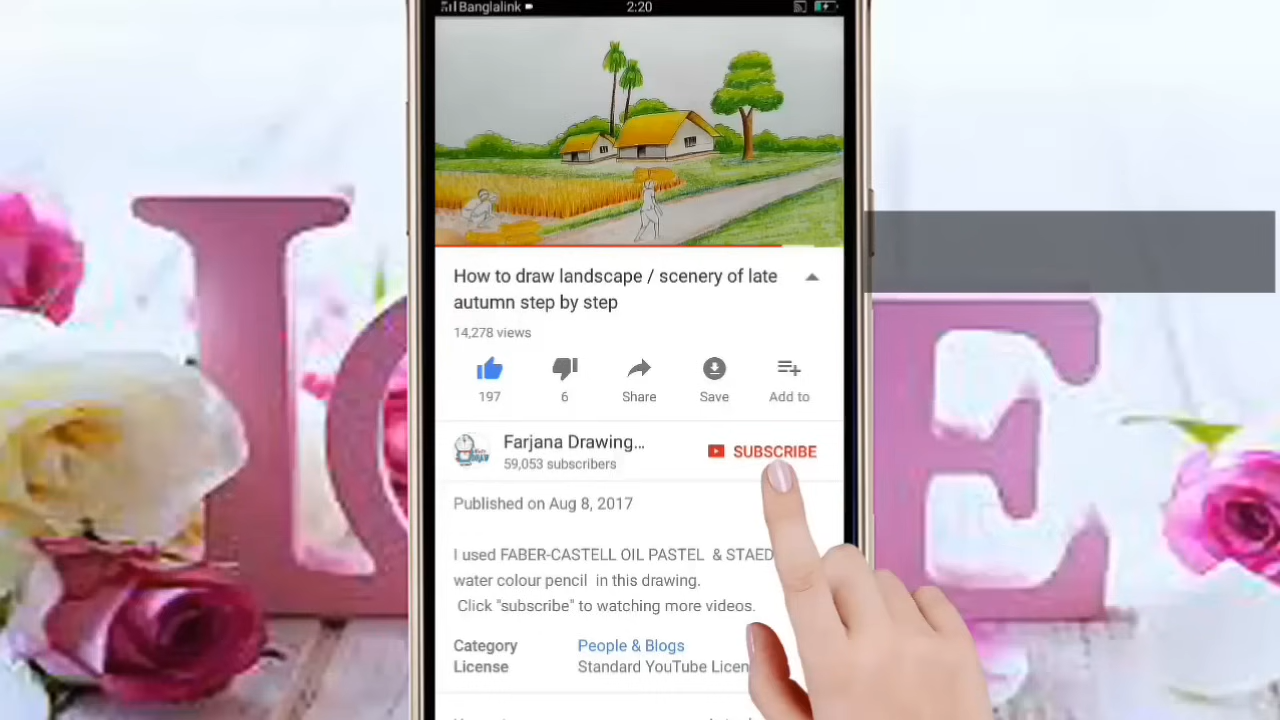 Banglalink
2:20
How to draw landscape / scenery of late
autumn step by step
14,278 views
197
6
Share
Save
Add to
Farjana Drawing...
SUBSCRIBE
59,053 subscribers
Published on Aug 8, 2017
I used FABER-CASTELL OIL PASTEL & STAED
water colour pencil in this drawing.
Click "subscribe" to watching more videos.
Category People & Blogs
License Standard YouTube Licen